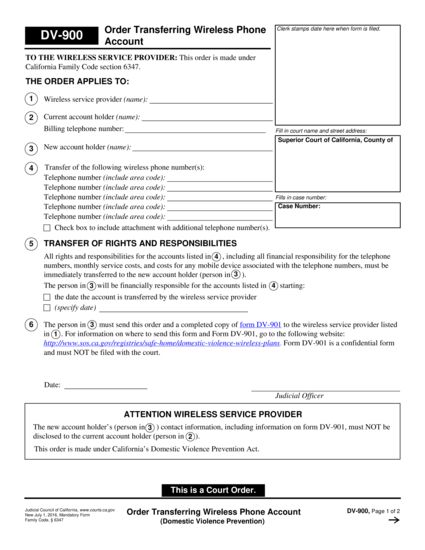 DV-900
Order Transferring Wireless Phone Account
Clerk stamps date here when form is filed.
TO THE WIRELESS SERVICE PROVIDER: This order is made under
California Family Code section 6347.
THE ORDER APPLIES TO:
1 Wireless service provider (name):
2 Current account holder (name):
Billing telephone number:
Fill in court name and street address:
Superior Court of California, County of
3 New account holder (name):
4 Transfer of the following wireless phone number(s):
Telephone number (include area code):
Telephone number (include area code):
Telephone number (include area code):
Fills in case number:
Telephone number (include area code):
Case Number:
Telephone number (include area code):
Check box to include attachment with additional telephone number(s).
5 TRANSFER OF RIGHTS AND RESPONSIBILITIES
All rights and responsibilities for the accounts listed in 4, including all financial responsibility for the telephone
numbers, monthly service costs, and costs for any mobile device associated with the telephone numbers, must be
immediately transferred to the new account holder (person in 3).
The person in 3 will be financially responsible for the accounts listed in 4 starting:
the date the account is transferred by the wireless service provider
(specify date)
6 The person in 3 must send this order and a completed copy of form DV-901 to the wireless service provider listed
in 1. For information on where to send this form and Form DV-901, go to the following website:
http://www.sos.ca.gov/registries/safe-home/domestic-violence-wireless-plans. Form DV-901 is a confidential form
and must NOT be filed with the court.
Date:
Judicial Officer
ATTENTION WIRELESS SERVICE PROVIDER
The new account holder's (person in 3) contact information, including information on form DV-901, must NOT be
disclosed to the current account holder (person in 2).
This order is made under California's Domestic Violence Prevention Act.
This is a Court Order.
Judicial Council of California, www.courts.ca.gov
New July 1, 2016, Mandatory Form
Family Code, § 6347
Order Transferring Wireless Phone Account
(Domestic Violence Prevention)
DV-900, Page 1 of 2